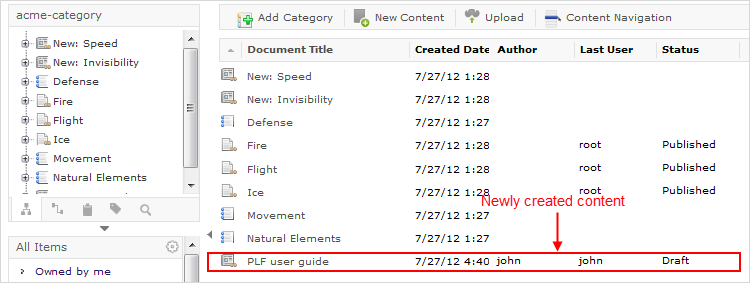 acme-category
New: Speed
New: Invisibility
Defense
Fire
Flight
Ice
Movement
Natural Elements
All Items
Owned by me
Add Category New Content Upload Content Navigation
Document Title Created Date Author Last User Status
New: Speed 7/27/12 1:28
New: Invisibility 7/27/12 1:28
Defense 7/27/12 1:27
Fire 7/27/12 1:28 root Published
Flight 7/27/12 1:28 root Published
Ice 7/27/12 1:28 root Published
Newly created content
Movement 7/27/12 1:27
Natural Elements 7/27/12 1:27
PLF user guide 7/27/12 4:40 john john Draft